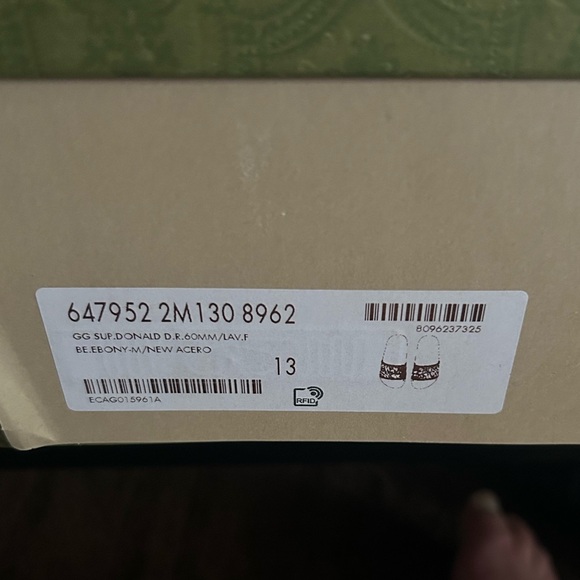 647952 2M130 8962
8096237325
GG SUP.DONALD D.R.60MM/LAV.F
BE.EBONY-M/NEW ACERO
13
ECAG015961A
RFID